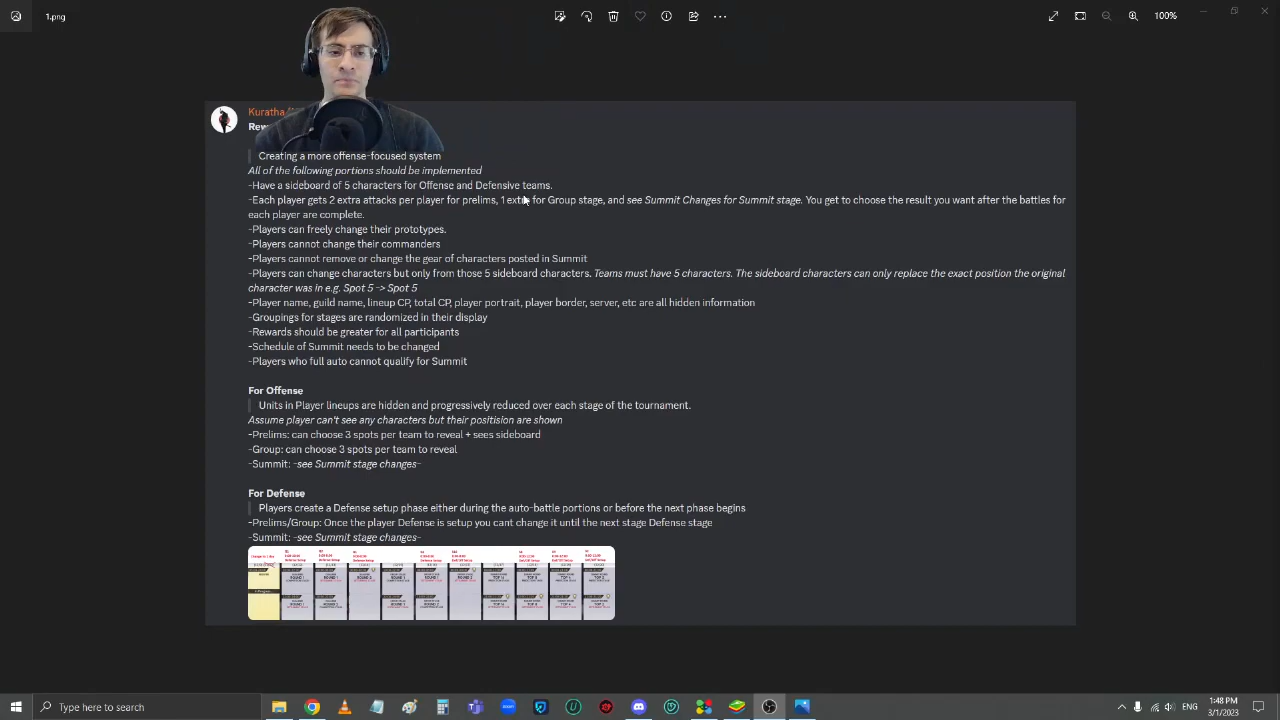 1.png
100%
Kuratha
Creating a more offense-focused system
All of the following portions should be implemented
-Have a sideboard of 5 characters for Offense and Defensive teams.
-Each player gets 2 extra attacks per player for prelims, 1 extra for Group stage, and see Summit Changes for Summit stage. You get to choose the result you want after the battles for
each player are complete.
-Players can freely change their prototypes.
-Players cannot change their commanders
-Players cannot remove or change the gear of characters posted in Summit
-Players can change characters but only from those 5 sideboard characters. Teams must have 5 characters. The sideboard characters can only replace the exact position the original
character was in e.g. Spot 5 -> Spot 5
-Player name, guild name, lineup CP, total CP, player portrait, player border, server, etc are all hidden information
-Groupings for stages are randomized in their display
-Rewards should be greater for all participants
-Schedule of Summit needs to be changed
-Players who full auto cannot qualify for Summit
For Offense
Units in Player lineups are hidden and progressively reduced over each stage of the tournament.
Assume player can't see any characters but their positision are shown
-Prelims: can choose 3 spots per team to reveal + sees sideboard
-Group: can choose 3 spots per team to reveal
-Summit: -see Summit stage changes-
For Defense
Players create a Defense setup phase either during the auto-battle portions or before the next phase begins
-Prelims/Group: Once the player Defense is setup you cant change it until the next stage Defense stage
-Summit: -see Summit stage changes-
Type here to search
ENG
1:48 PM
3/1/2023